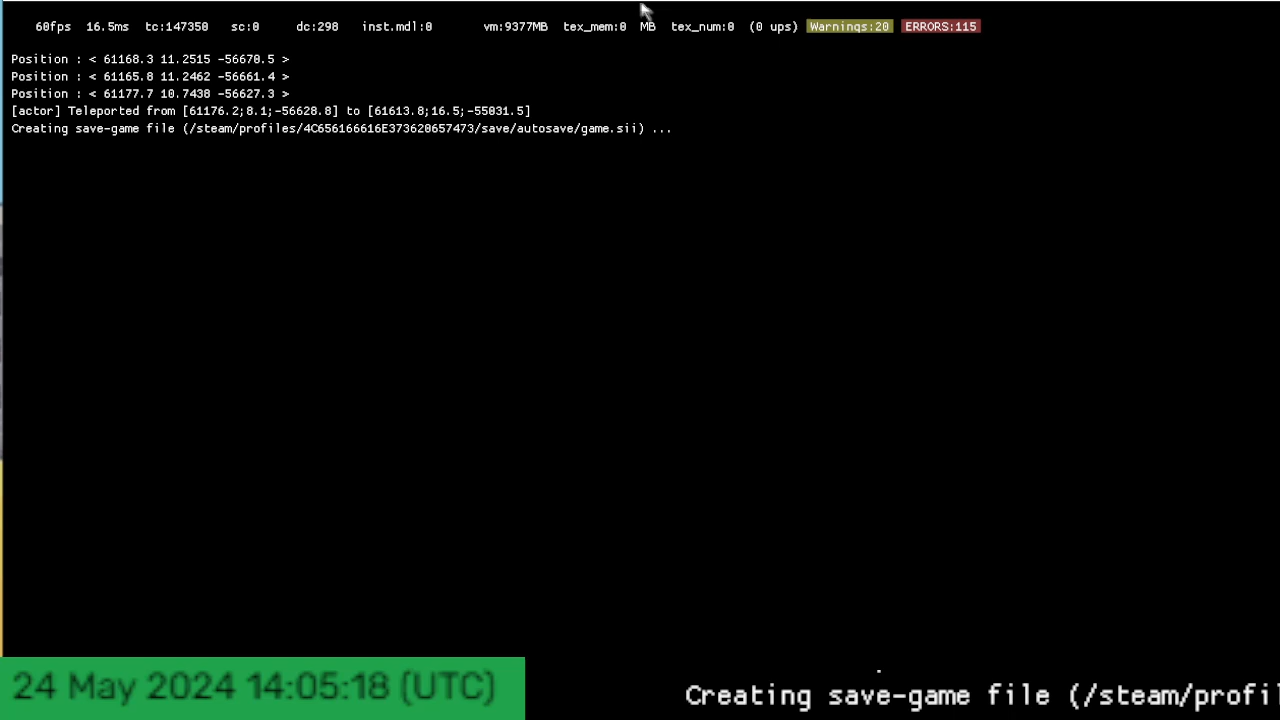 60fps 16.5ms tc:147350 sc:0 dc:298 inst.mdl:0 vm:9377MB tex_mem:0 MB tex_num:0 (0 ups) Warnings:20 ERRORS:115
Position : < 61168.3 11.2515 -56670.5 >
Position : < 61165.8 11.2462 -56661.4 >
Position : < 61177.7 10.7438 -56627.3 >
[actor] Teleported from [61176.2;8.1;-56628.8] to [61613.8;16.5;-55031.5]
Creating save-game file (/steam/profiles/4C656166616E373620657473/save/autosave/game.sii) ...
24 May 2024 14:05:18 (UTC)
Creating save-game file (/steam/profi